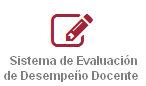 Sistema de Evaluación
de Desempeño Docente